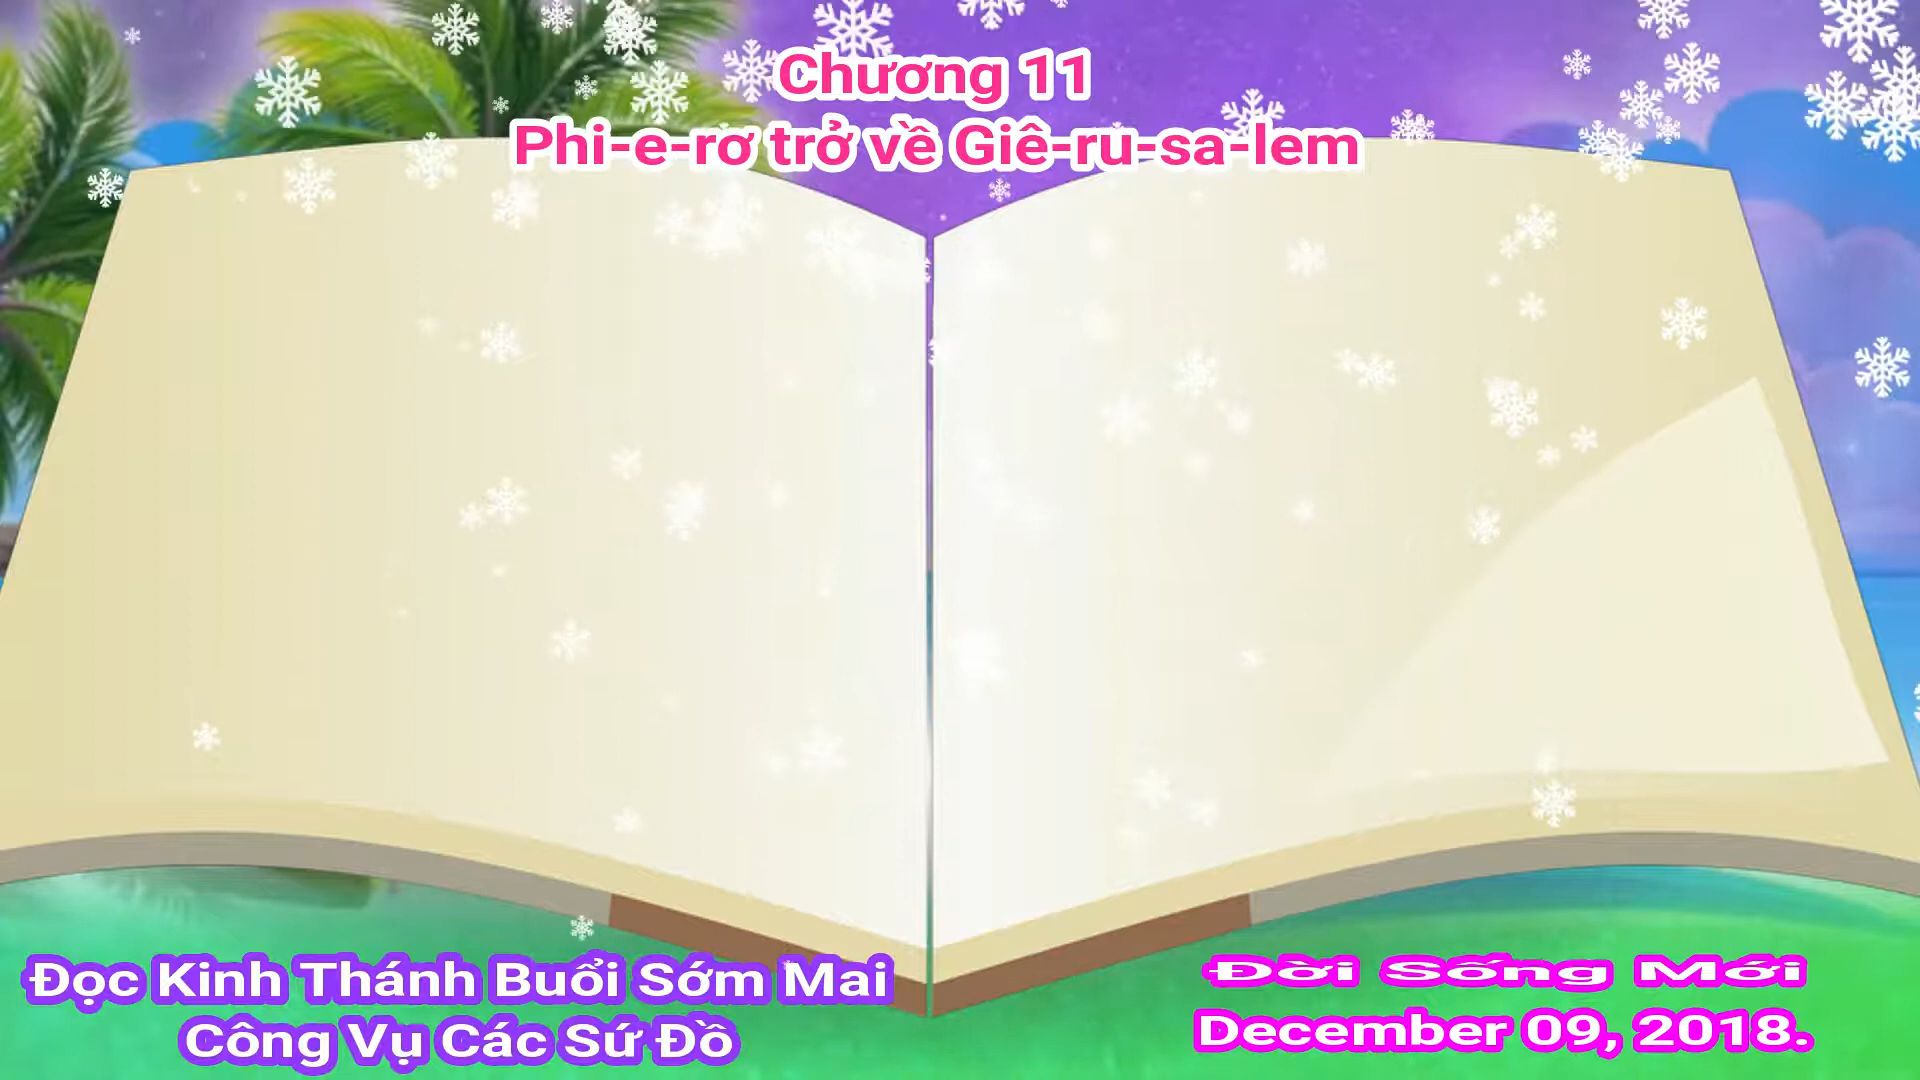 Chương 11
Phi-e-rơ trở về Giê-ru-sa-lem
Đọc Kinh Thánh Buổi Sớm Mai
Công Vụ Các Sứ Đồ
Đời Sống Mới
December 09, 2018.